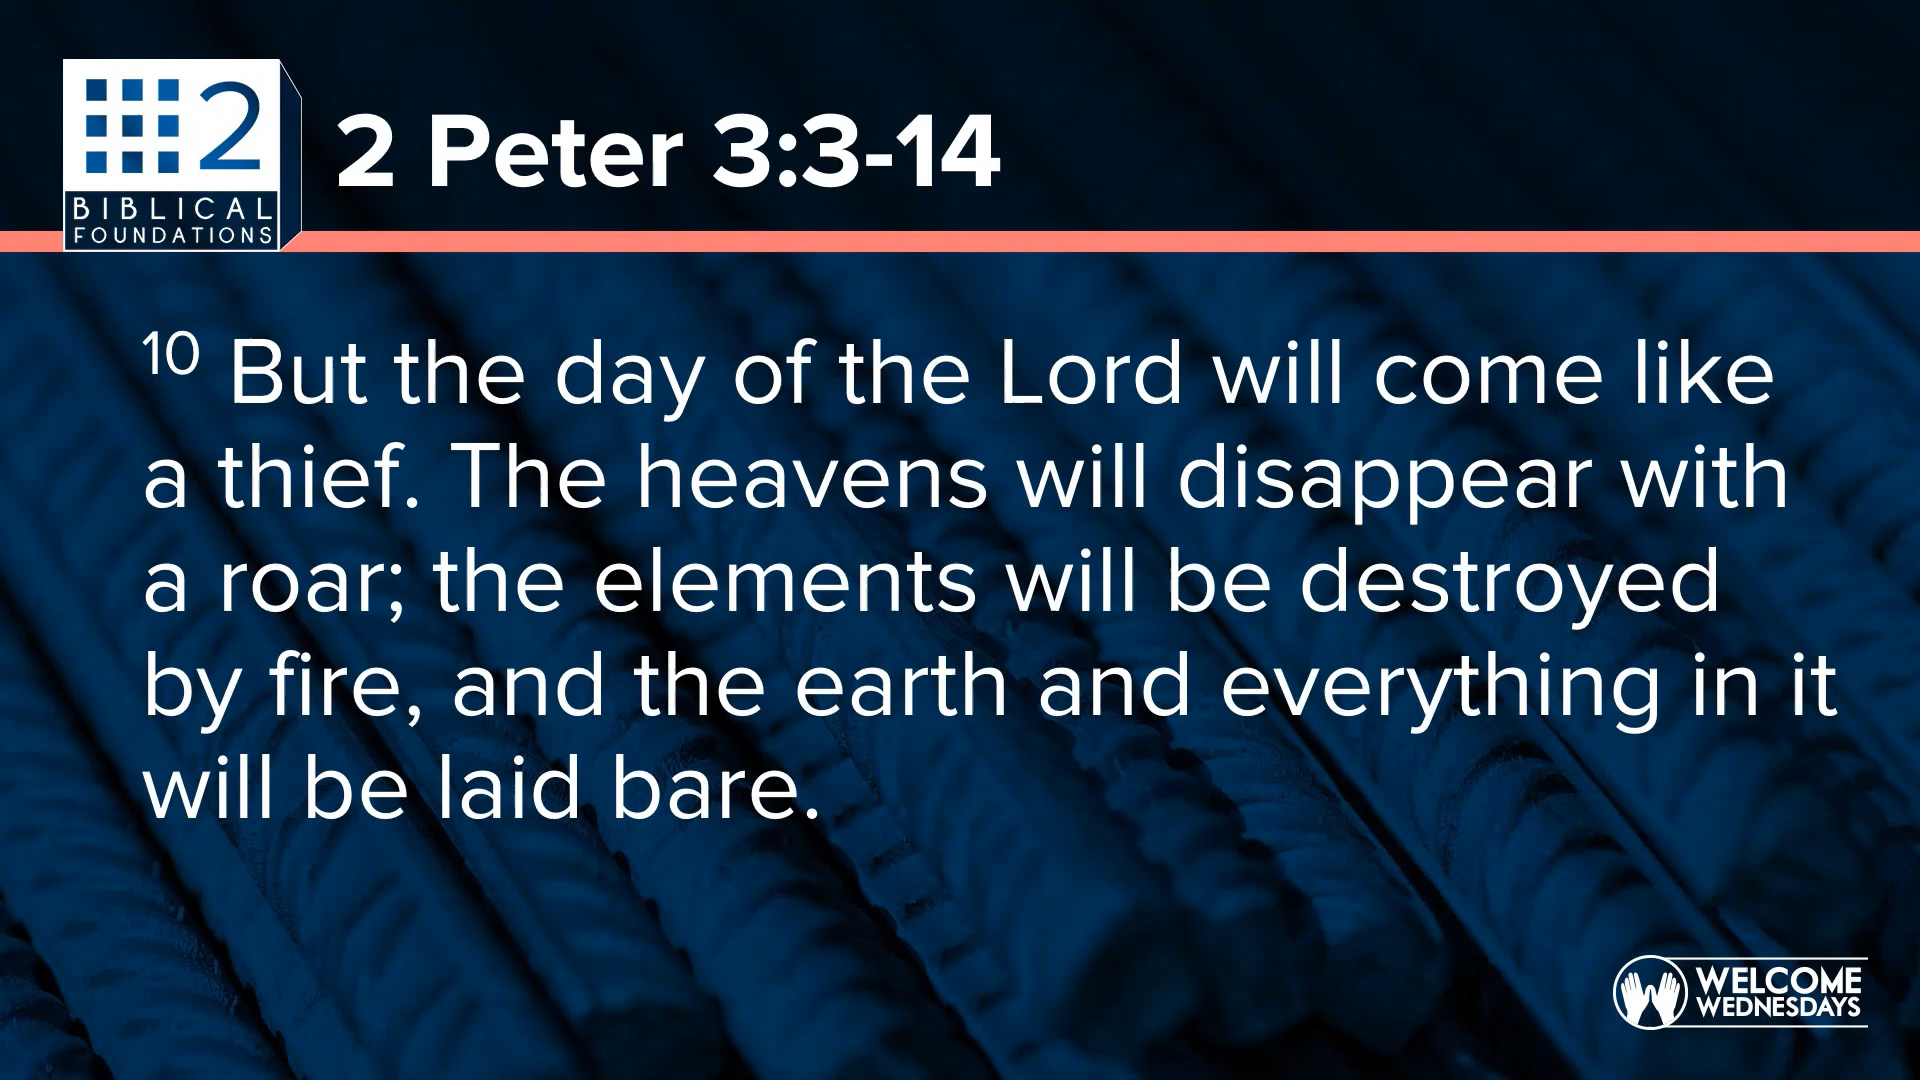 2
BIBLICAL
FOUNDATIONS
2 Peter 3:3-14
10 But the day of the Lord will come like
a thief. The heavens will disappear with
a roar; the elements will be destroyed
by fire, and the earth and everything in it
will be laid bare.
WELCOME
WEDNESDAYS